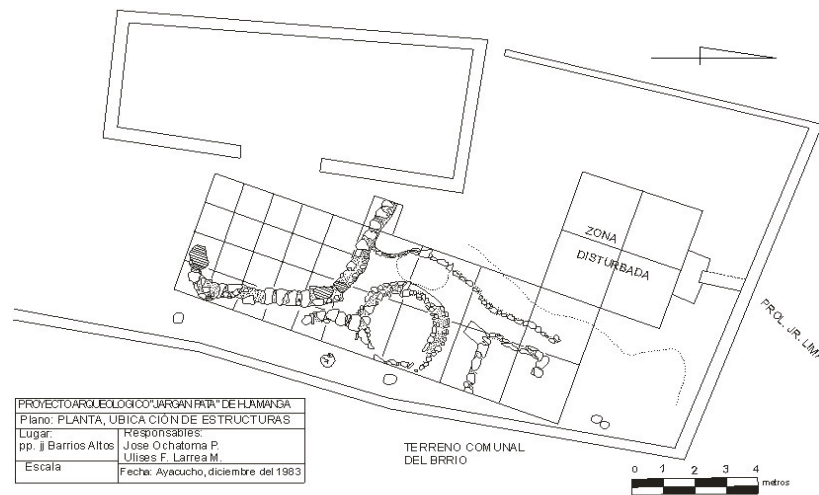 ZONA
DISTURBADA
PROL. JR. LIMA
PROYECTO ARQUEOLOGICO "JARGAN PATA" DE HUAMANGA
Plano: PLANTA, UBICACIÓN DE ESTRUCTURAS
Lugar:
pp. jj Barrios Altos
Responsables:
Jose Ochatoma P.
Ulises F. Larrea M.
Escala
Fecha: Ayacucho, diciembre del 1983
TERRENO COMUNAL
DEL BRRIO
0 1 2 3 4
metros